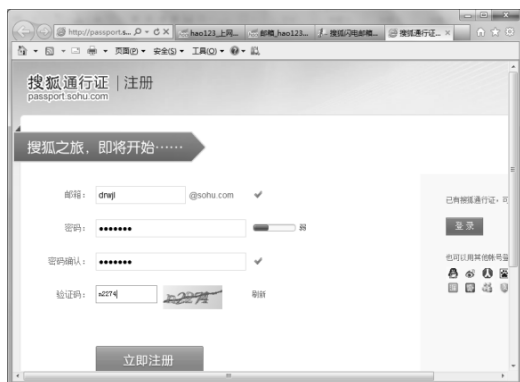 http://passport.s...
hao123_上网...
邮箱_hao123...
搜狐闪电邮箱...
搜狐通行证...
页面(P)
安全(S)
工具(O)
搜狐通行证 | 注册
passport.sohu.com
搜狐之旅，即将开始……
邮箱： drwjl @sohu.com
已有搜狐通行证，可
密码： ●●●●●●● 弱
登录
密码确认： ●●●●●●●
也可以用其他帐号登
验证码： s2274 s2274 刷新
立即注册